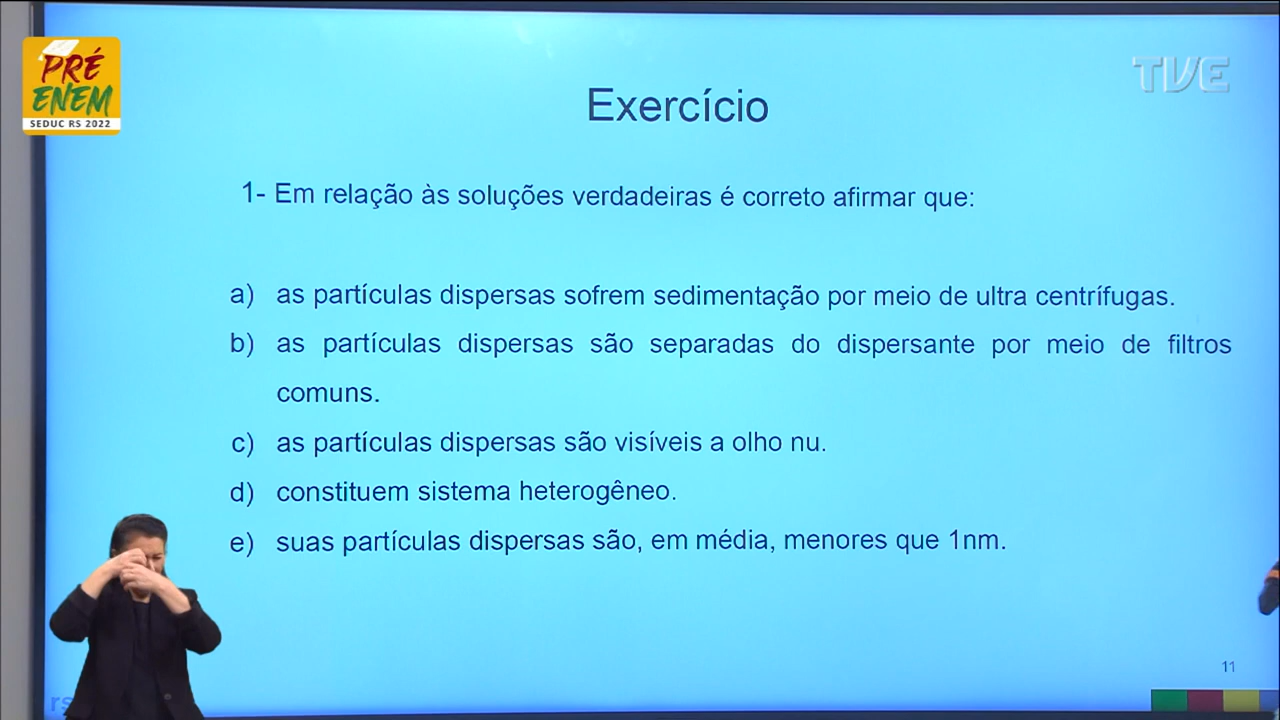 PRÉ
ENEM
SEDUC RS 2022
TVE
Exercício
1- Em relação às soluções verdadeiras é correto afirmar que:
a) as partículas dispersas sofrem sedimentação por meio de ultra centrífugas.
b) as partículas dispersas são separadas do dispersante por meio de filtros
comuns.
c) as partículas dispersas são visíveis a olho nu.
d) constituem sistema heterogêneo.
e) suas partículas dispersas são, em média, menores que 1nm.
11
rs